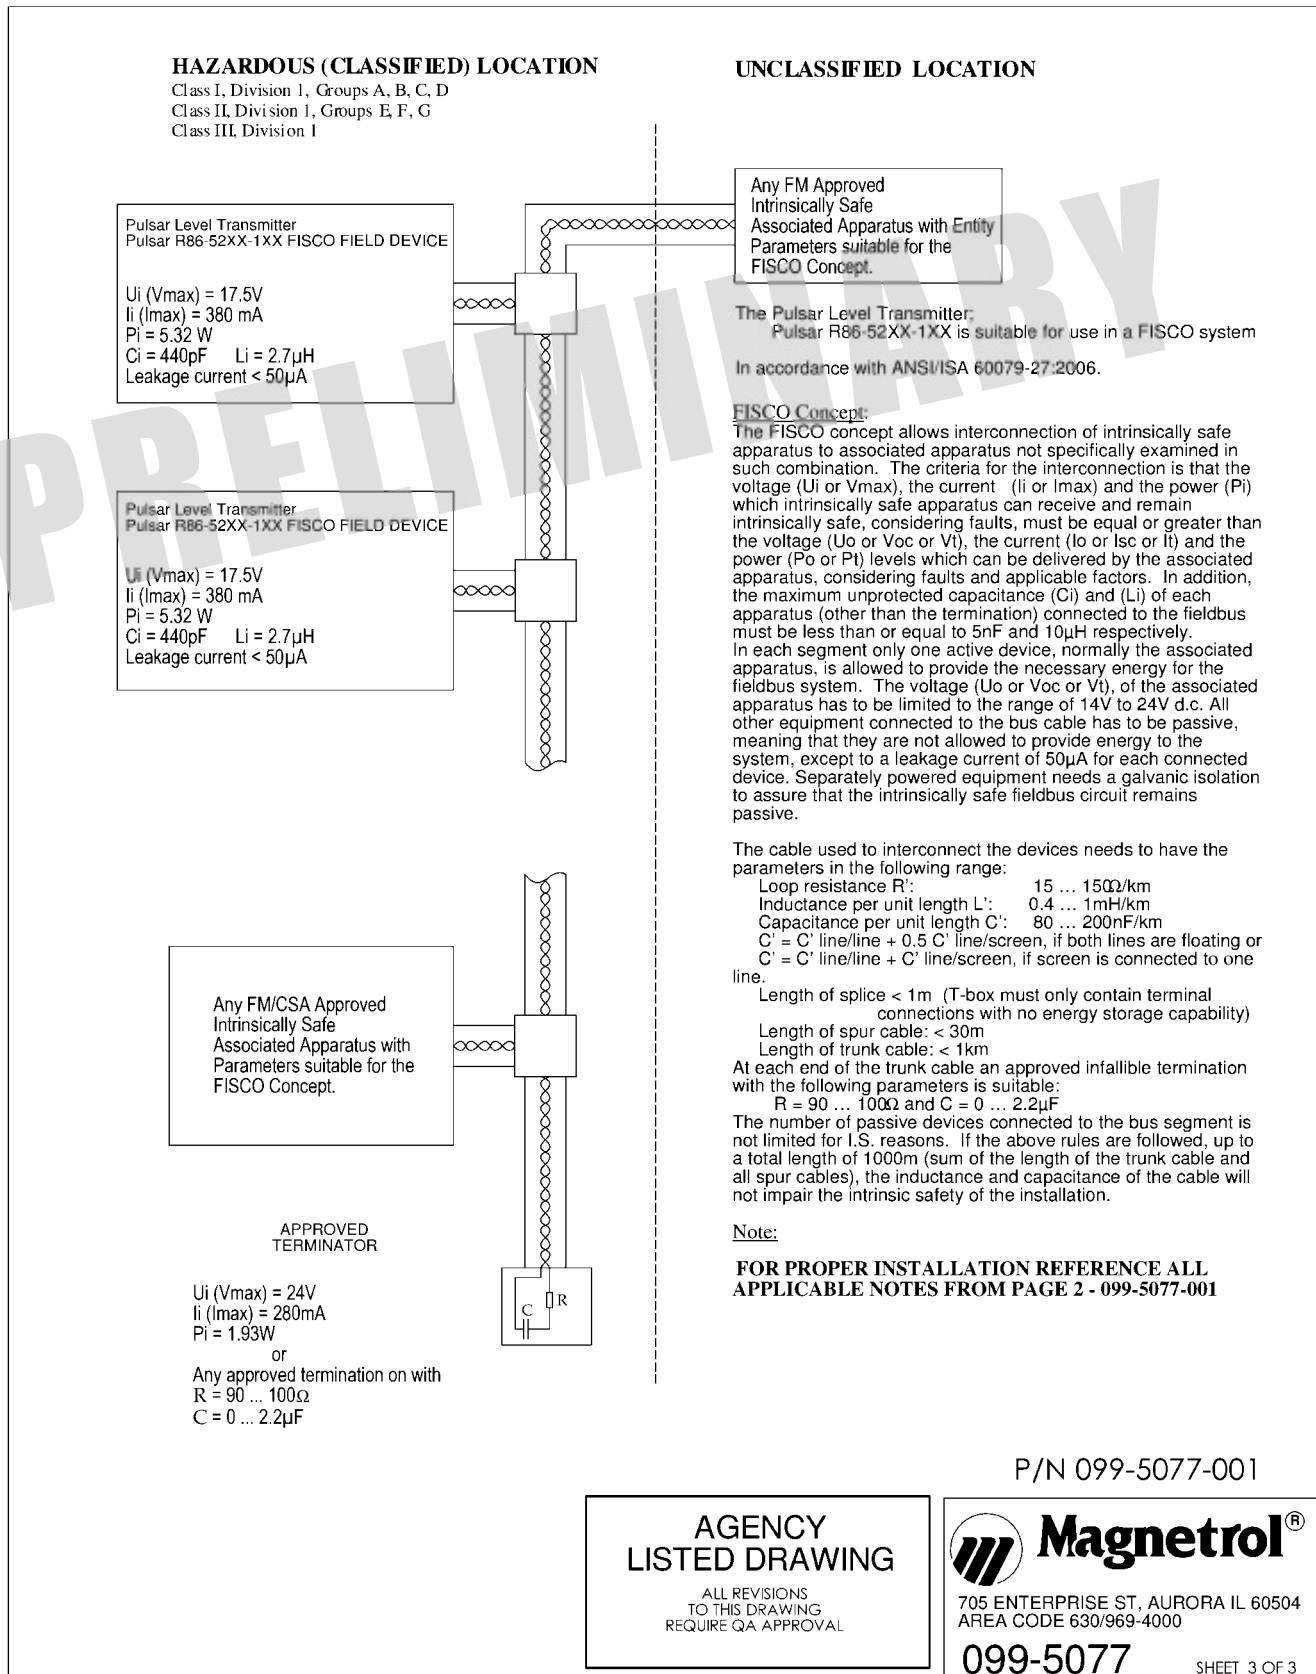 HAZARDOUS (CLASSIFIED) LOCATION
Class I, Division 1, Groups A, B, C, D
Class II, Division 1, Groups E, F, G
Class III, Division 1
UNCLASSIFIED LOCATION
Pulsar Level Transmitter
Pulsar R86-52XX-1XX FISCO FIELD DEVICE
Ui (Vmax) = 17.5V
Ii (Imax) = 380 mA
Pi = 5.32 W
Ci = 440pF Li = 2.7µH
Leakage current < 50µA
Pulsar Level Transmitter
Pulsar R86-52XX-1XX FISCO FIELD DEVICE
Ui (Vmax) = 17.5V
Ii (Imax) = 380 mA
Pi = 5.32 W
Ci = 440pF Li = 2.7µH
Leakage current < 50µA
Any FM/CSA Approved
Intrinsically Safe
Associated Apparatus with
Parameters suitable for the
FISCO Concept.
APPROVED
TERMINATOR
Ui (Vmax) = 24V
Ii (Imax) = 280mA
Pi = 1.93W
or
Any approved termination on with
R = 90 ... 100Ω
C = 0 ... 2.2µF
C
R
Any FM Approved
Intrinsically Safe
Associated Apparatus with Entity
Parameters suitable for the
FISCO Concept.
The Pulsar Level Transmitter;
Pulsar R86-52XX-1XX is suitable for use in a FISCO system
In accordance with ANSI/ISA 60079-27:2006.
FISCO Concept:
The FISCO concept allows interconnection of intrinsically safe
apparatus to associated apparatus not specifically examined in
such combination. The criteria for the interconnection is that the
voltage (Ui or Vmax), the current (Ii or Imax) and the power (Pi)
which intrinsically safe apparatus can receive and remain
intrinsically safe, considering faults, must be equal or greater than
the voltage (Uo or Voc or Vt), the current (Io or Isc or It) and the
power (Po or Pt) levels which can be delivered by the associated
apparatus, considering faults and applicable factors. In addition,
the maximum unprotected capacitance (Ci) and (Li) of each
apparatus (other than the termination) connected to the fieldbus
must be less than or equal to 5nF and 10µH respectively.
In each segment only one active device, normally the associated
apparatus, is allowed to provide the necessary energy for the
fieldbus system. The voltage (Uo or Voc or Vt), of the associated
apparatus has to be limited to the range of 14V to 24V d.c. All
other equipment connected to the bus cable has to be passive,
meaning that they are not allowed to provide energy to the
system, except to a leakage current of 50µA for each connected
device. Separately powered equipment needs a galvanic isolation
to assure that the intrinsically safe fieldbus circuit remains
passive.
The cable used to interconnect the devices needs to have the
parameters in the following range:
Loop resistance R': 15 ... 150Ω/km
Inductance per unit length L': 0.4 ... 1mH/km
Capacitance per unit length C': 80 ... 200nF/km
C' = C' line/line + 0.5 C' line/screen, if both lines are floating or
C' = C' line/line + C' line/screen, if screen is connected to one
line.
Length of splice < 1m (T-box must only contain terminal
connections with no energy storage capability)
Length of spur cable: < 30m
Length of trunk cable: < 1km
At each end of the trunk cable an approved infallible termination
with the following parameters is suitable:
R = 90 ... 100Ω and C = 0 ... 2.2µF
The number of passive devices connected to the bus segment is
not limited for I.S. reasons. If the above rules are followed, up to
a total length of 1000m (sum of the length of the trunk cable and
all spur cables), the inductance and capacitance of the cable will
not impair the intrinsic safety of the installation.
Note:
FOR PROPER INSTALLATION REFERENCE ALL
APPLICABLE NOTES FROM PAGE 2 - 099-5077-001
PRELIMINARY
P/N 099-5077-001
AGENCY
LISTED DRAWING
ALL REVISIONS
TO THIS DRAWING
REQUIRE QA APPROVAL
Magnetrol®
705 ENTERPRISE ST, AURORA IL 60504
AREA CODE 630/969-4000
099-5077 SHEET 3 OF 3